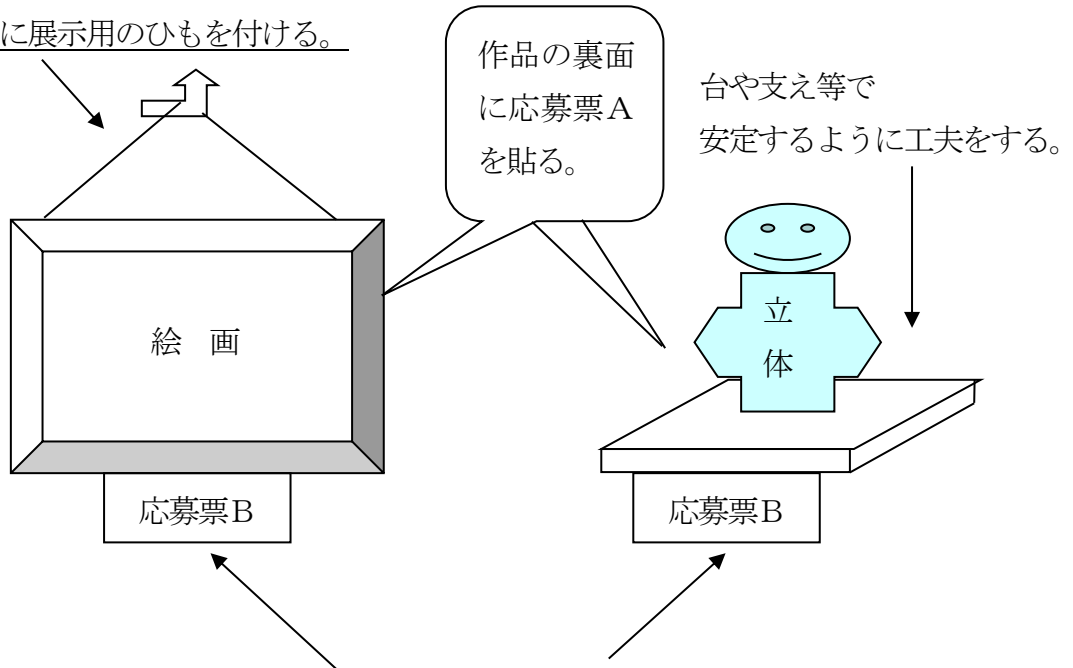 に展示用のひもを付ける。
作品の裏面
に応募票A
を貼る。
台や支え等で
安定するように工夫をする。
絵 画
立
体
応募票B
応募票B